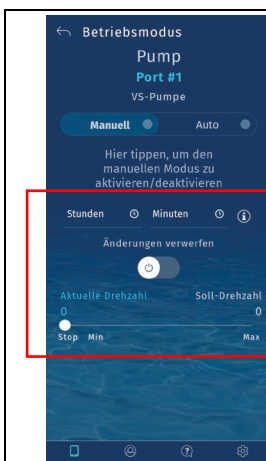 Betriebsmodus
Pump
Port #1
VS-Pumpe
Manuell Auto
Hier tippen, um den
manuellen Modus zu
aktivieren/deaktivieren
Stunden Minuten
Änderungen verwerfen
Aktuelle Drehzahl Soll-Drehzahl
0 0
Stop Min Max